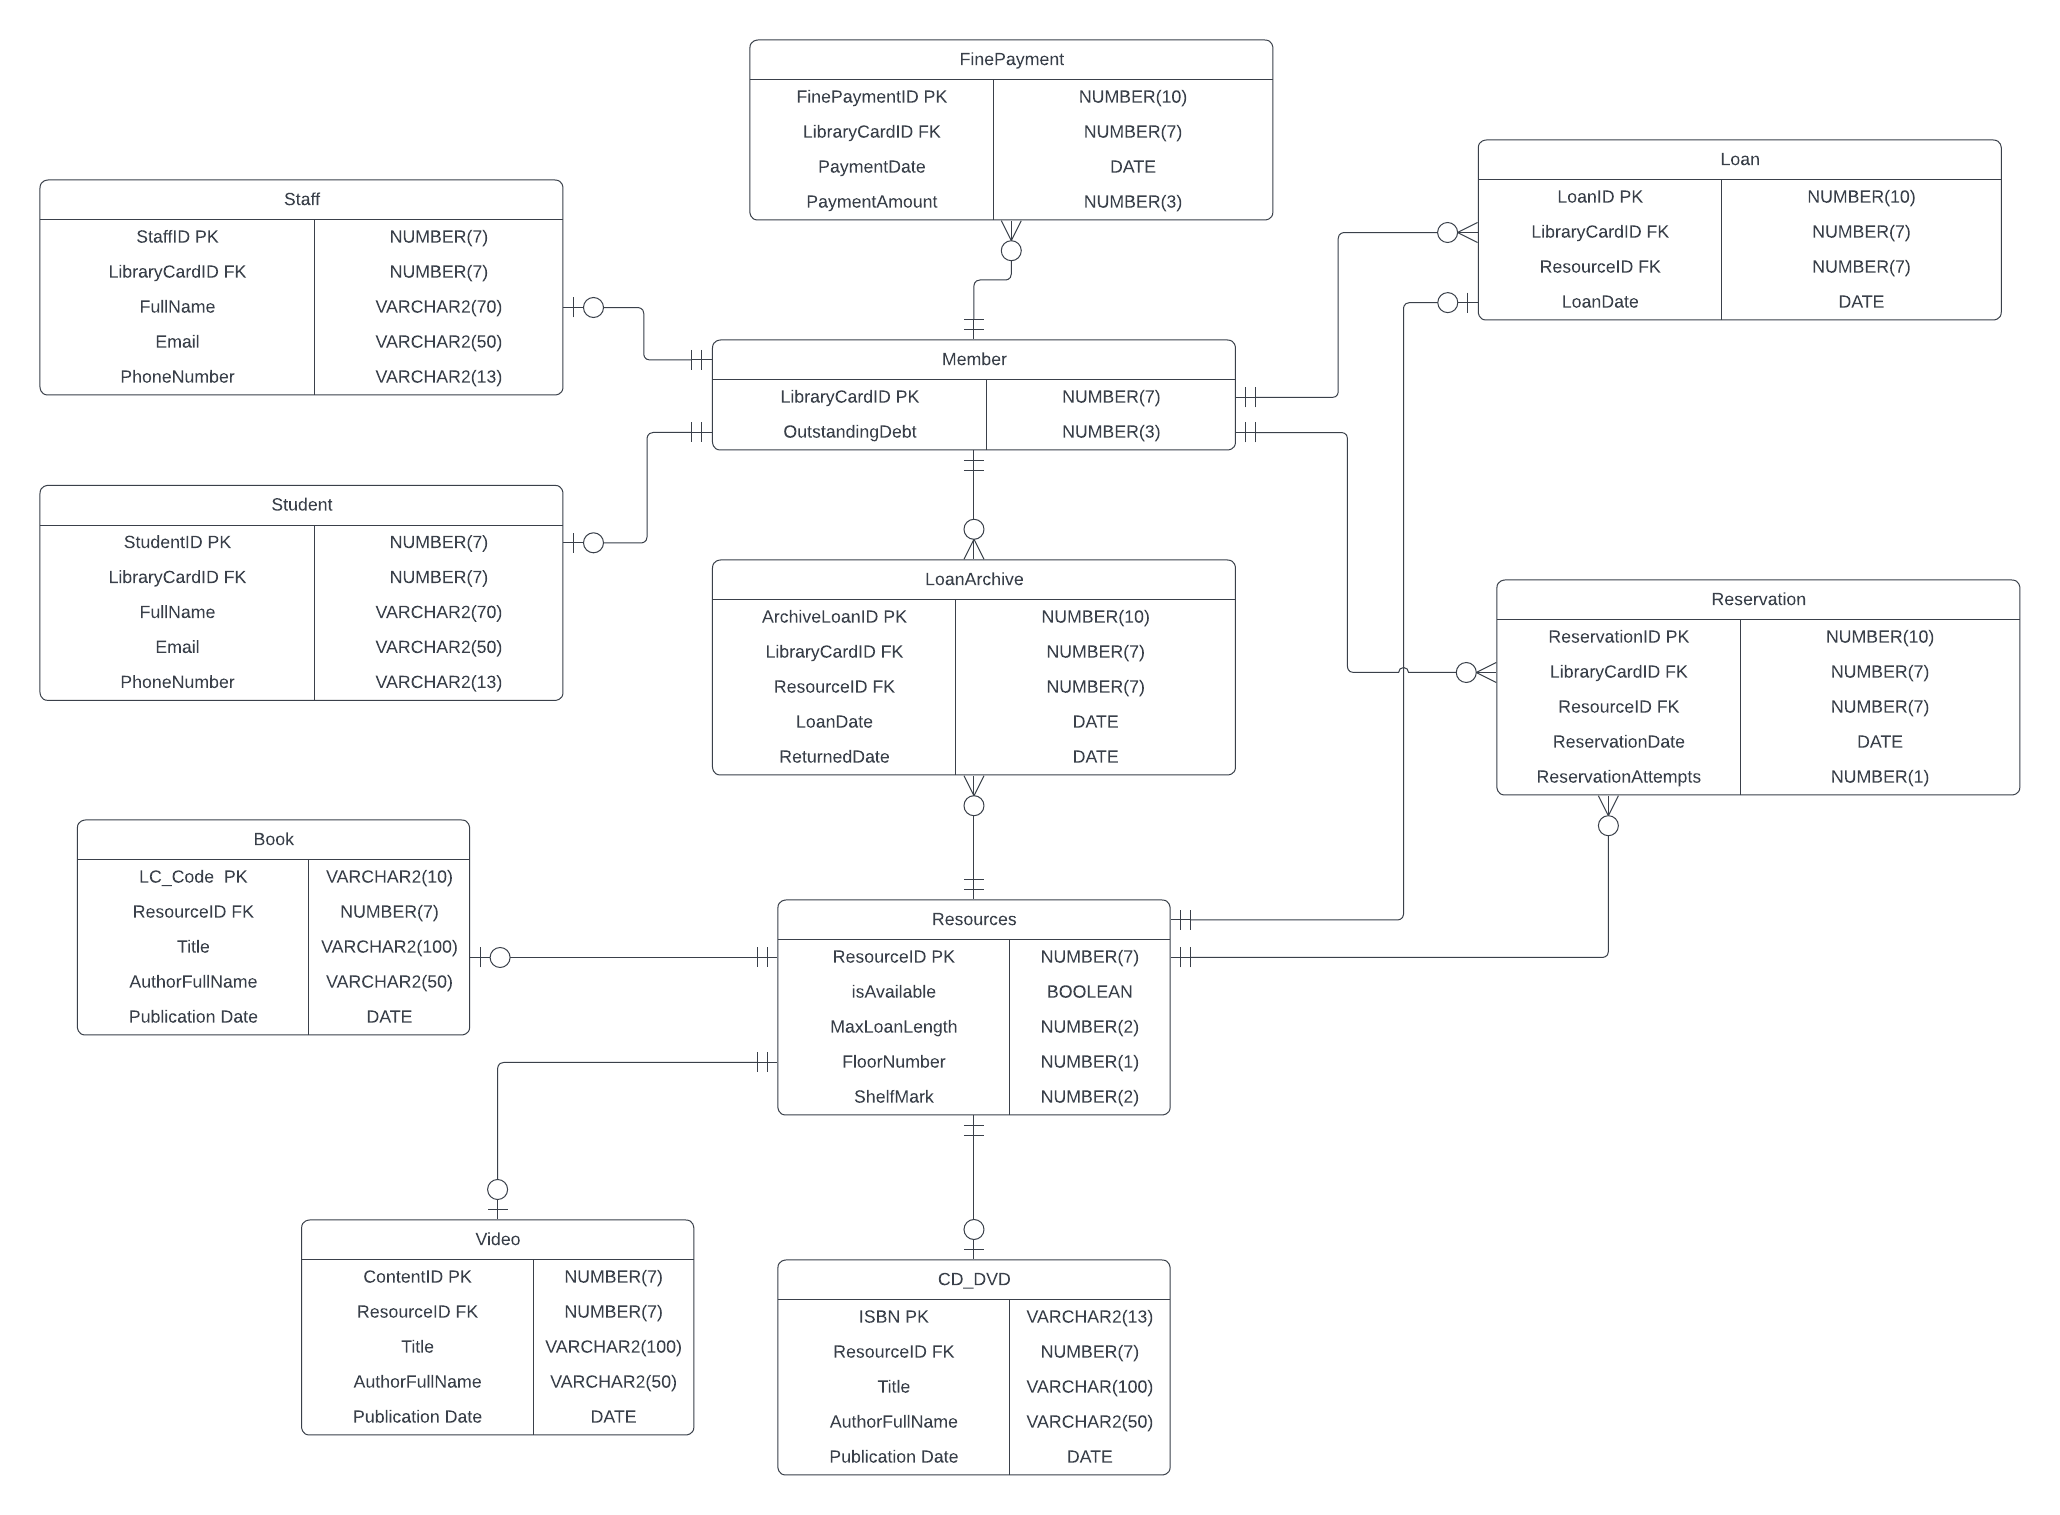 FinePayment
FinePaymentID PK NUMBER(10)
LibraryCardID FK NUMBER(7)
PaymentDate DATE
PaymentAmount NUMBER(3)
Loan
LoanID PK NUMBER(10)
LibraryCardID FK NUMBER(7)
ResourceID FK NUMBER(7)
LoanDate DATE
Staff
StaffID PK NUMBER(7)
LibraryCardID FK NUMBER(7)
FullName VARCHAR2(70)
Email VARCHAR2(50)
PhoneNumber VARCHAR2(13)
Member
LibraryCardID PK NUMBER(7)
OutstandingDebt NUMBER(3)
Student
StudentID PK NUMBER(7)
LibraryCardID FK NUMBER(7)
FullName VARCHAR2(70)
Email VARCHAR2(50)
PhoneNumber VARCHAR2(13)
LoanArchive
ArchiveLoanID PK NUMBER(10)
LibraryCardID FK NUMBER(7)
ResourceID FK NUMBER(7)
LoanDate DATE
ReturnedDate DATE
Reservation
ReservationID PK NUMBER(10)
LibraryCardID FK NUMBER(7)
ResourceID FK NUMBER(7)
ReservationDate DATE
ReservationAttempts NUMBER(1)
Book
LC_Code PK VARCHAR2(10)
ResourceID FK NUMBER(7)
Title VARCHAR2(100)
AuthorFullName VARCHAR2(50)
Publication Date DATE
Resources
ResourceID PK NUMBER(7)
isAvailable BOOLEAN
MaxLoanLength NUMBER(2)
FloorNumber NUMBER(1)
ShelfMark NUMBER(2)
Video
ContentID PK NUMBER(7)
ResourceID FK NUMBER(7)
Title VARCHAR2(100)
AuthorFullName VARCHAR2(50)
Publication Date DATE
CD_DVD
ISBN PK VARCHAR2(13)
ResourceID FK NUMBER(7)
Title VARCHAR(100)
AuthorFullName VARCHAR2(50)
Publication Date DATE